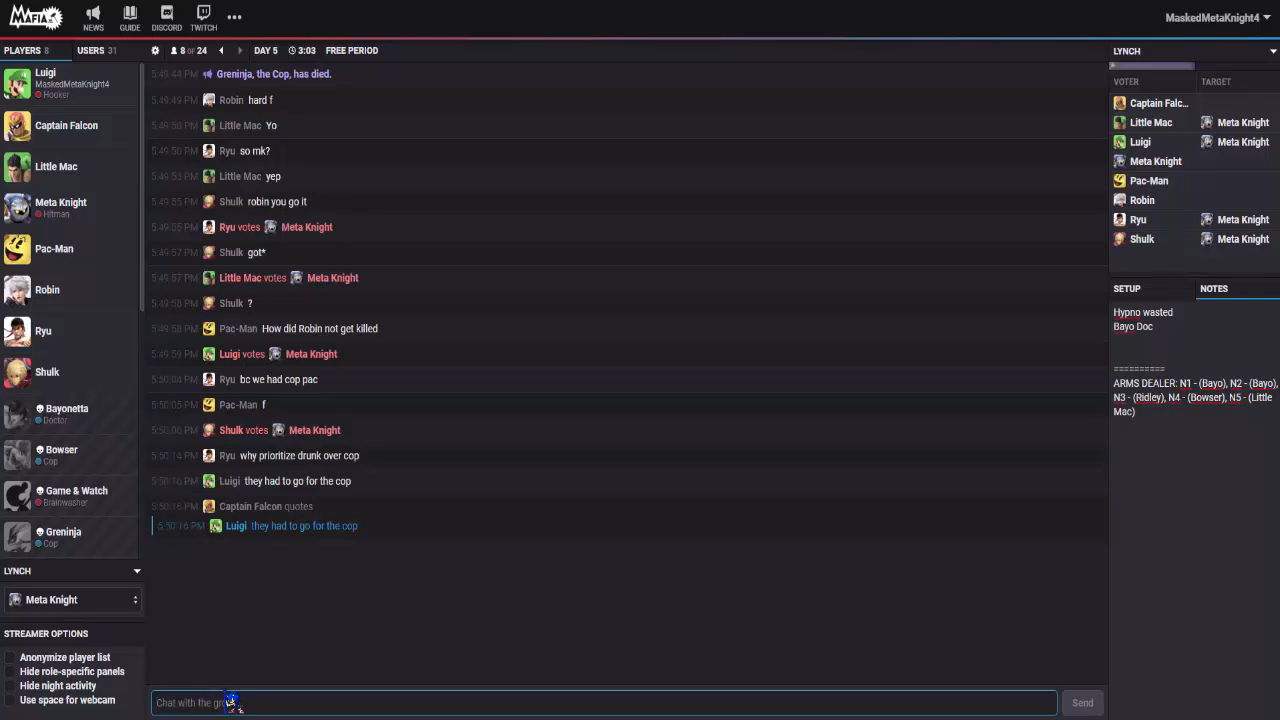 MAFIA
NEWS
GUIDE
DISCORD
TWITCH
MaskedMetaKnight4
PLAYERS 8
USERS 31
8 OF 24
DAY 5
3:03
FREE PERIOD
LYNCH
Luigi
MaskedMetaKnight4
Hooker
Captain Falcon
Little Mac
Meta Knight
Hitman
Pac-Man
Robin
Ryu
Shulk
Bayonetta
Doctor
Bowser
Cop
Game & Watch
Brainwasher
Greninja
Cop
LYNCH
Meta Knight
STREAMER OPTIONS
Anonymize player list
Hide role-specific panels
Hide night activity
Use space for webcam
5:49:44 PM Greninja, the Cop, has died.
5:49:49 PM Robin hard f
5:49:50 PM Little Mac Yo
5:49:50 PM Ryu so mk?
5:49:53 PM Little Mac yep
5:49:55 PM Shulk robin you go it
5:49:55 PM Ryu votes Meta Knight
5:49:57 PM Shulk got*
5:49:57 PM Little Mac votes Meta Knight
5:49:58 PM Shulk ?
5:49:58 PM Pac-Man How did Robin not get killed
5:49:59 PM Luigi votes Meta Knight
5:50:04 PM Ryu bc we had cop pac
5:50:05 PM Pac-Man f
5:50:06 PM Shulk votes Meta Knight
5:50:14 PM Ryu why prioritize drunk over cop
5:50:16 PM Luigi they had to go for the cop
5:50:16 PM Captain Falcon quotes
5:50:16 PM Luigi they had to go for the cop
Chat with the gr
Send
VOTER TARGET
Captain Falc...
Little Mac Meta Knight
Luigi Meta Knight
Meta Knight
Pac-Man
Robin
Ryu Meta Knight
Shulk Meta Knight
SETUP
NOTES
Hypno wasted
Bayo Doc
==========
ARMS DEALER: N1 - (Bayo), N2 - (Bayo),
N3 - (Ridley), N4 - (Bowser), N5 - (Little
Mac)